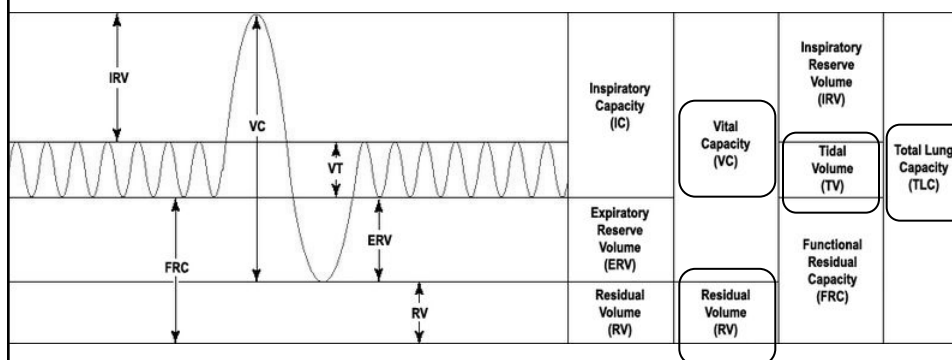 IRV
VC
VT
FRC
ERV
RV
Inspiratory
Capacity
(IC)
Expiratory
Reserve
Volume
(ERV)
Residual
Volume
(RV)
Vital
Capacity
(VC)
Residual
Volume
(RV)
Inspiratory
Reserve
Volume
(IRV)
Tidal
Volume
(TV)
Functional
Residual
Capacity
(FRC)
Total Lung
Capacity
(TLC)